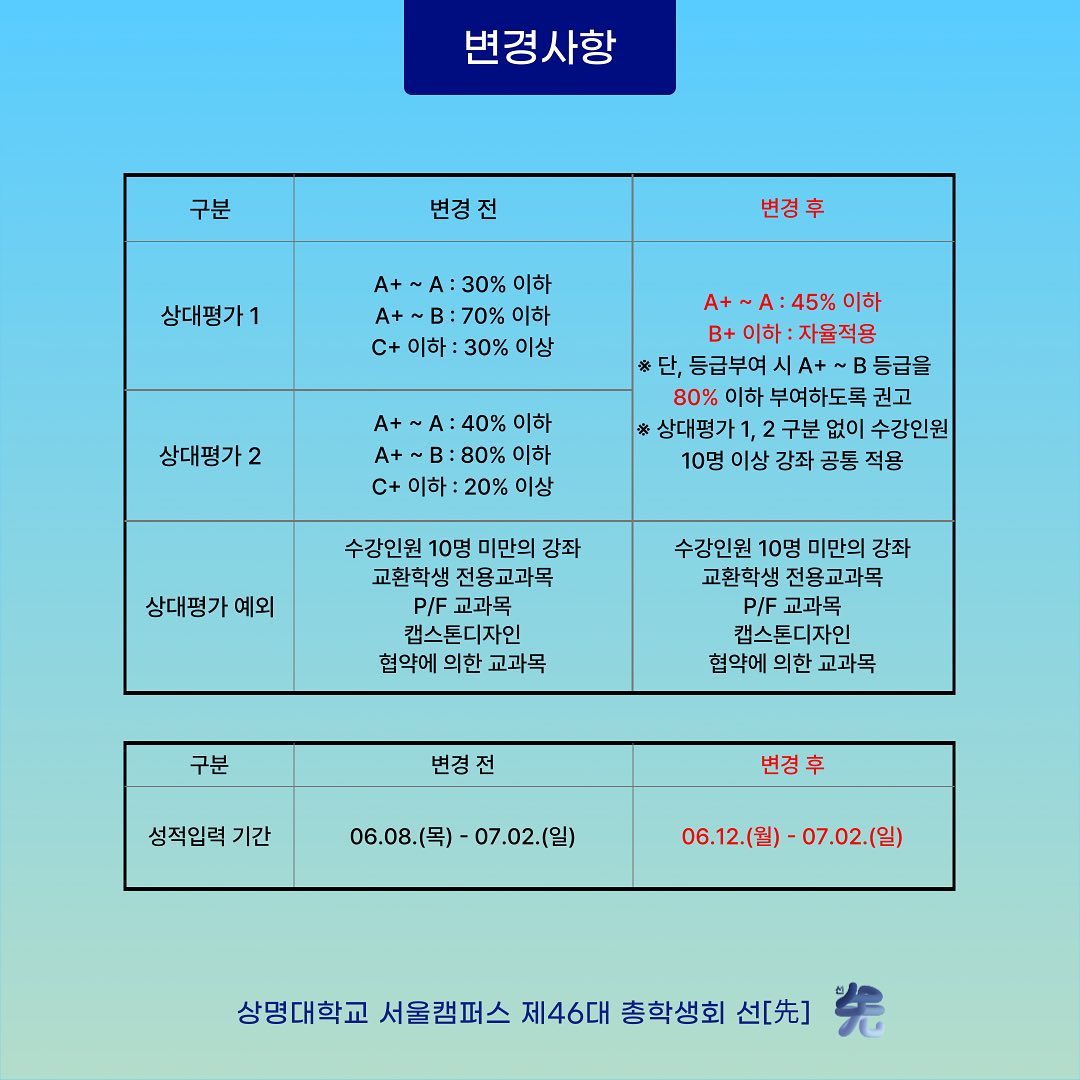 변경사항
구분
변경 전
변경 후
상대평가 1
A+ ~ A : 30% 이하
A+ ~ B : 70% 이하
C+ 이하 : 30% 이상
A+ ~ A : 45% 이하
B+ 이하 : 자율적용
※ 단, 등급부여 시 A+ ~ B 등급을
80% 이하 부여하도록 권고
※ 상대평가 1, 2 구분 없이 수강인원
10명 이상 강좌 공통 적용
상대평가 2
A+ ~ A : 40% 이하
A+ ~ B : 80% 이하
C+ 이하 : 20% 이상
상대평가 예외
수강인원 10명 미만의 강좌
교환학생 전용교과목
P/F 교과목
캡스톤디자인
협약에 의한 교과목
수강인원 10명 미만의 강좌
교환학생 전용교과목
P/F 교과목
캡스톤디자인
협약에 의한 교과목
구분
변경 전
변경 후
성적입력 기간
06.08.(목) - 07.02.(일)
06.12.(월) - 07.02.(일)
상명대학교 서울캠퍼스 제46대 총학생회 선[先]
선 先